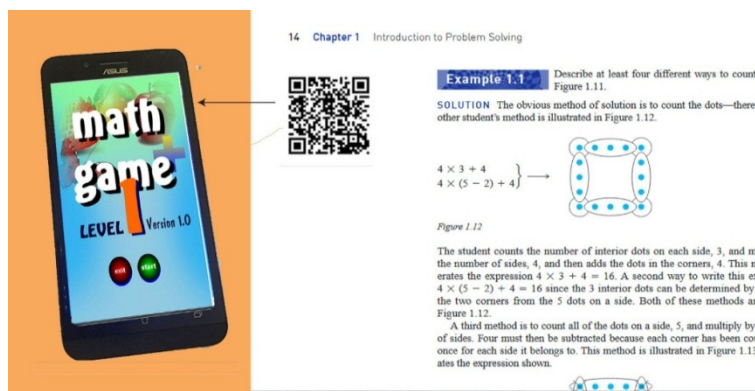 ASUS
math
game
LEVEL 1 Version 1.0
exit start
14 Chapter 1 Introduction to Problem Solving
Example 1.1 Describe at least four different ways to count
Figure 1.11.
SOLUTION The obvious method of solution is to count the dots—there
other student's method is illustrated in Figure 1.12.
4 × 3 + 4
4 × (5 − 2) + 4
Figure 1.12
The student counts the number of interior dots on each side, 3, and m
the number of sides, 4, and then adds the dots in the corners, 4. This m
erates the expression 4 × 3 + 4 = 16. A second way to write this ex
4 × (5 − 2) + 4 = 16 since the 3 interior dots can be determined by
the two corners from the 5 dots on a side. Both of these methods a
Figure 1.12.
A third method is to count all of the dots on a side, 5, and multiply by
of sides. Four must then be subtracted because each corner has been cou
once for each side it belongs to. This method is illustrated in Figure 1.13
ates the expression shown.